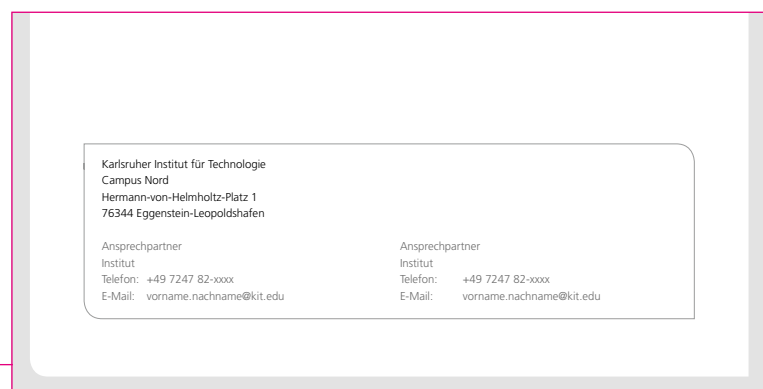 Karlsruher Institut für Technologie
Campus Nord
Hermann-von-Helmholtz-Platz 1
76344 Eggenstein-Leopoldshafen
Ansprechpartner
Institut
Telefon: +49 7247 82-xxxx
E-Mail: vorname.nachname@kit.edu
Ansprechpartner
Institut
Telefon: +49 7247 82-xxxx
E-Mail: vorname.nachname@kit.edu